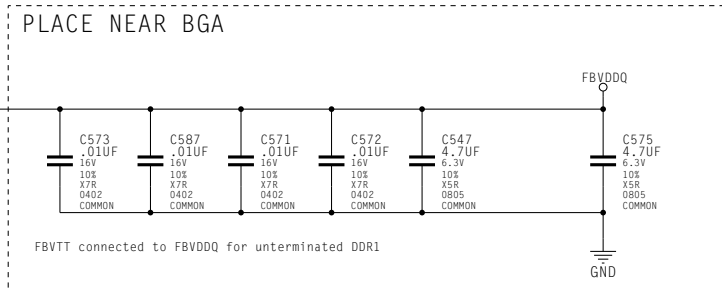 PLACE NEAR BGA
FBVDDQ
C573
.01UF
16V
10%
X7R
0402
COMMON
C587
.01UF
16V
10%
X7R
0402
COMMON
C571
.01UF
16V
10%
X7R
0402
COMMON
C572
.01UF
16V
10%
X7R
0402
COMMON
C547
4.7UF
6.3V
10%
X5R
0805
COMMON
C575
4.7UF
6.3V
10%
X5R
0805
COMMON
FBVTT connected to FBVDDQ for unterminated DDR1
GND